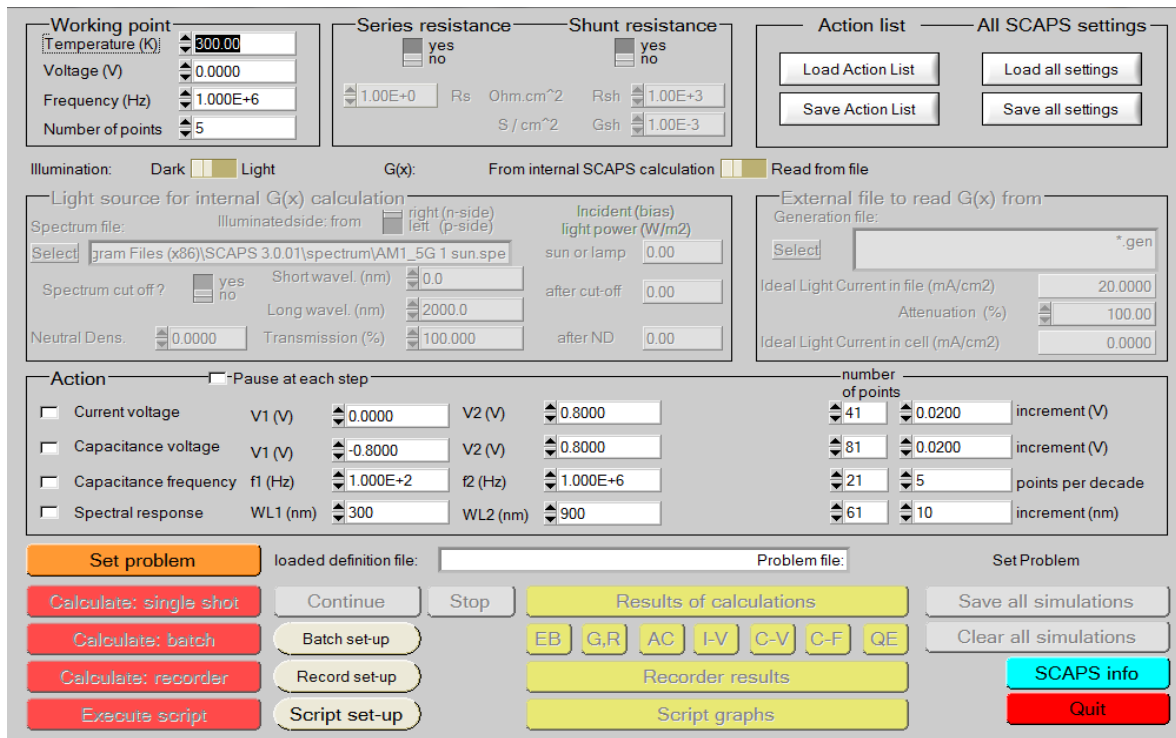 Working point
Temperature (K) 300.00
Voltage (V) 0.0000
Frequency (Hz) 1.000E+6
Number of points 5
Series resistance Shunt resistance
yes yes
no no
1.00E+0 Rs Ohm.cm^2 Rsh 1.00E+3
S / cm^2 Gsh 1.00E-3
Action list All SCAPS settings
Load Action List Load all settings
Save Action List Save all settings
Illumination: Dark Light G(x): From internal SCAPS calculation Read from file
Light source for internal G(x) calculation
Spectrum file: Illuminatedside: from right (n-side)
left (p-side)
Select gram Files (x86)\SCAPS 3.0.01\spectrum\AM1_5G 1 sun.spe
Spectrum cut off? yes
no
Short wavel. (nm) 0.0
Long wavel. (nm) 2000.0
Neutral Dens. 0.0000 Transmission (%) 100.000
Incident (bias)
light power (W/m2)
sun or lamp 0.00
after cut-off 0.00
after ND 0.00
External file to read G(x) from
Generation file:
Select *.gen
Ideal Light Current in file (mA/cm2) 20.0000
Attenuation (%) 100.00
Ideal Light Current in cell (mA/cm2) 0.0000
Action Pause at each step number
of points
Current voltage V1 (V) 0.0000 V2 (V) 0.8000 41 0.0200 increment (V)
Capacitance voltage V1 (V) -0.8000 V2 (V) 0.8000 81 0.0200 increment (V)
Capacitance frequency f1 (Hz) 1.000E+2 f2 (Hz) 1.000E+6 21 5 points per decade
Spectral response WL1 (nm) 300 WL2 (nm) 900 61 10 increment (nm)
Set problem loaded definition file: Problem file: Set Problem
Calculate: single shot Continue Stop Results of calculations Save all simulations
Calculate: batch Batch set-up EB G,R AC I-V C-V C-F QE Clear all simulations
Calculate: recorder Record set-up Recorder results SCAPS info
Execute script Script set-up Script graphs Quit